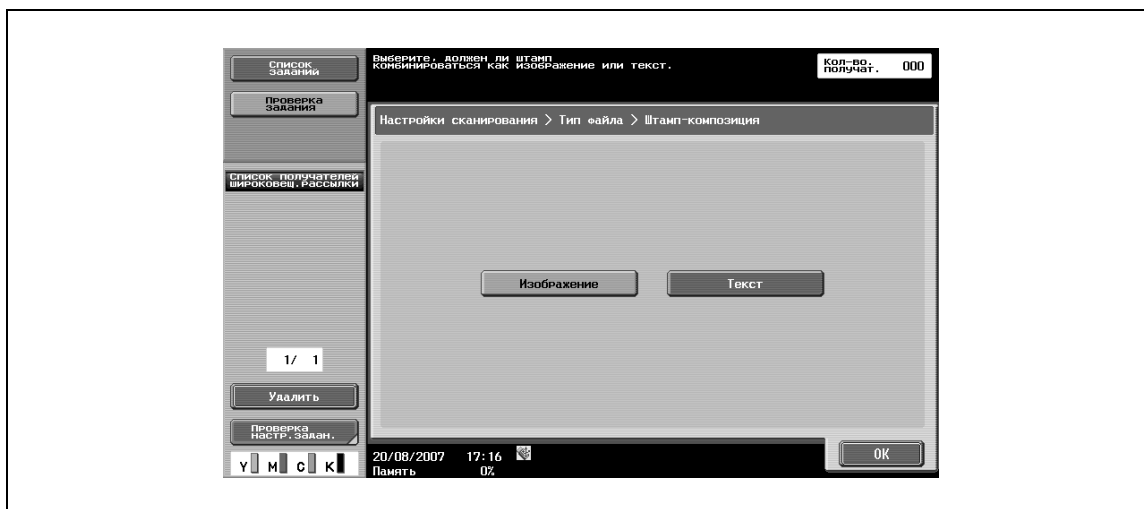 Список
заданий
Выберите, должен ли штамп
комбинироваться как изображение или текст.
Кол-во.
получат. 000
Проверка
задания
Настройки сканирования > Тип файла > Штамп-композиция
Список получателей
широковещ.рассылки
Изображение Текст
1/ 1
Удалить
Проверка
настр.задан.
20/08/2007 17:16
Память 0%
OK
Y M C K